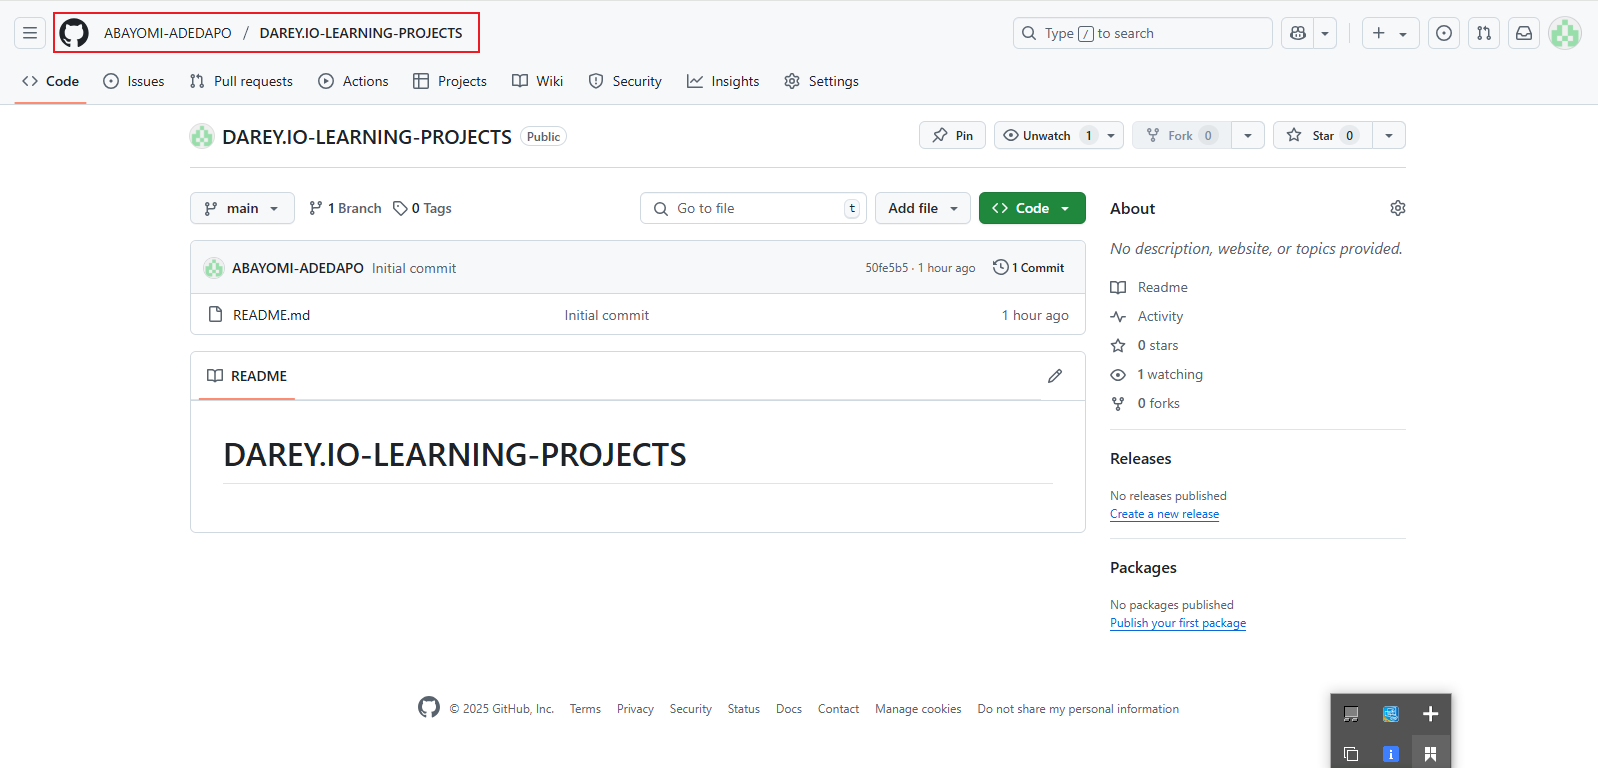 ABAYOMI-ADEDAPO / DAREY.IO-LEARNING-PROJECTS
Type / to search
Code Issues Pull requests Actions Projects Wiki Security Insights Settings
DAREY.IO-LEARNING-PROJECTS Public
Pin Unwatch 1 Fork 0 Star 0
main 1 Branch 0 Tags Go to file t Add file Code
About
No description, website, or topics provided.
ABAYOMI-ADEDAPO Initial commit 50fe5b5 · 1 hour ago 1 Commit
README.md Initial commit 1 hour ago
Readme
Activity
0 stars
1 watching
0 forks
README
DAREY.IO-LEARNING-PROJECTS
Releases
No releases published
Create a new release
Packages
No packages published
Publish your first package
© 2025 GitHub, Inc. Terms Privacy Security Status Docs Contact Manage cookies Do not share my personal information